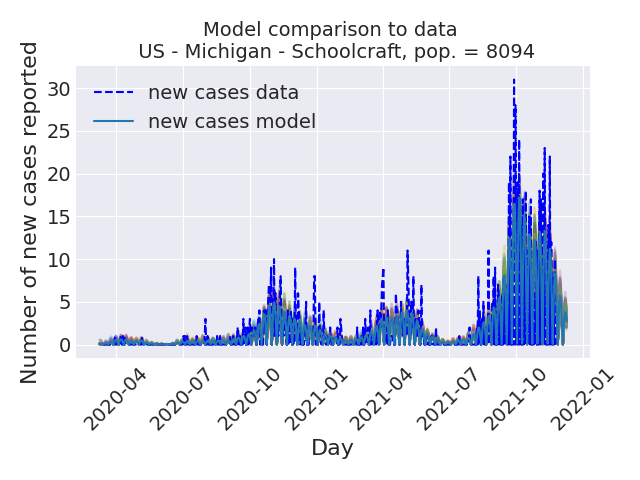 Model comparison to data
US - Michigan - Schoolcraft, pop. = 8094
Number of new cases reported
30
25
20
15
10
5
0
new cases data
new cases model
2020-04
2020-07
2020-10
2021-01
2021-04
2021-07
2021-10
2022-01
Day